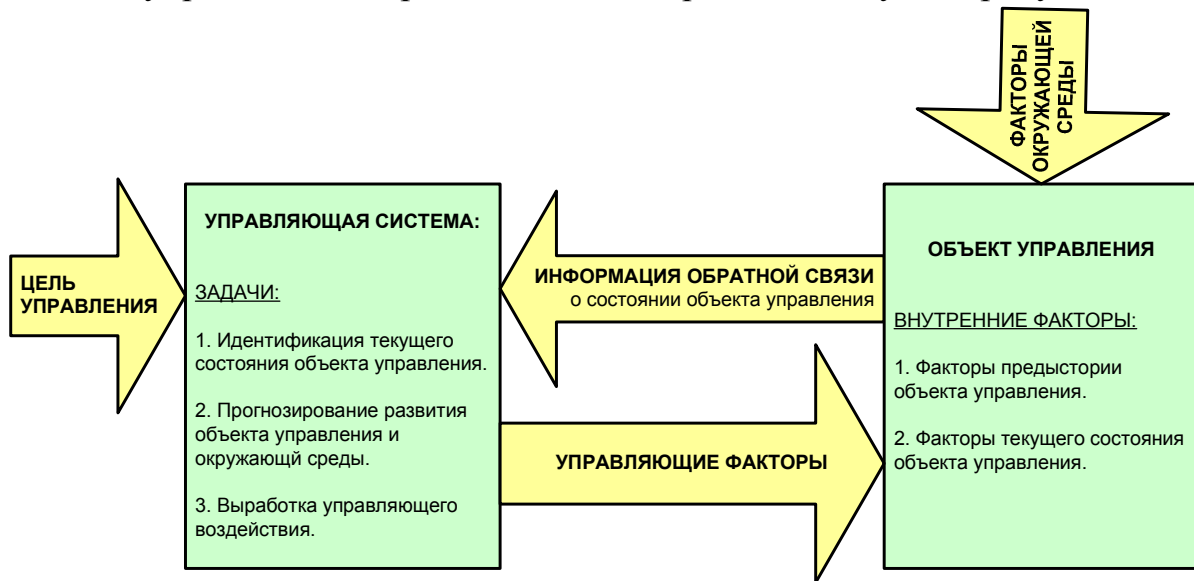 ФАКТОРЫ
ОКРУЖАЮЩЕЙ
СРЕДЫ
ЦЕЛЬ
УПРАВЛЕНИЯ
УПРАВЛЯЮЩАЯ СИСТЕМА:
ЗАДАЧИ:
1. Идентификация текущего
состояния объекта управления.
2. Прогнозирование развития
объекта управления и
окружающй среды.
3. Выработка управляющего
воздействия.
ИНФОРМАЦИЯ ОБРАТНОЙ СВЯЗИ
о состоянии объекта управления
УПРАВЛЯЮЩИЕ ФАКТОРЫ
ОБЪЕКТ УПРАВЛЕНИЯ
ВНУТРЕННИЕ ФАКТОРЫ:
1. Факторы предыстории
объекта управления.
2. Факторы текущего состояния
объекта управления.